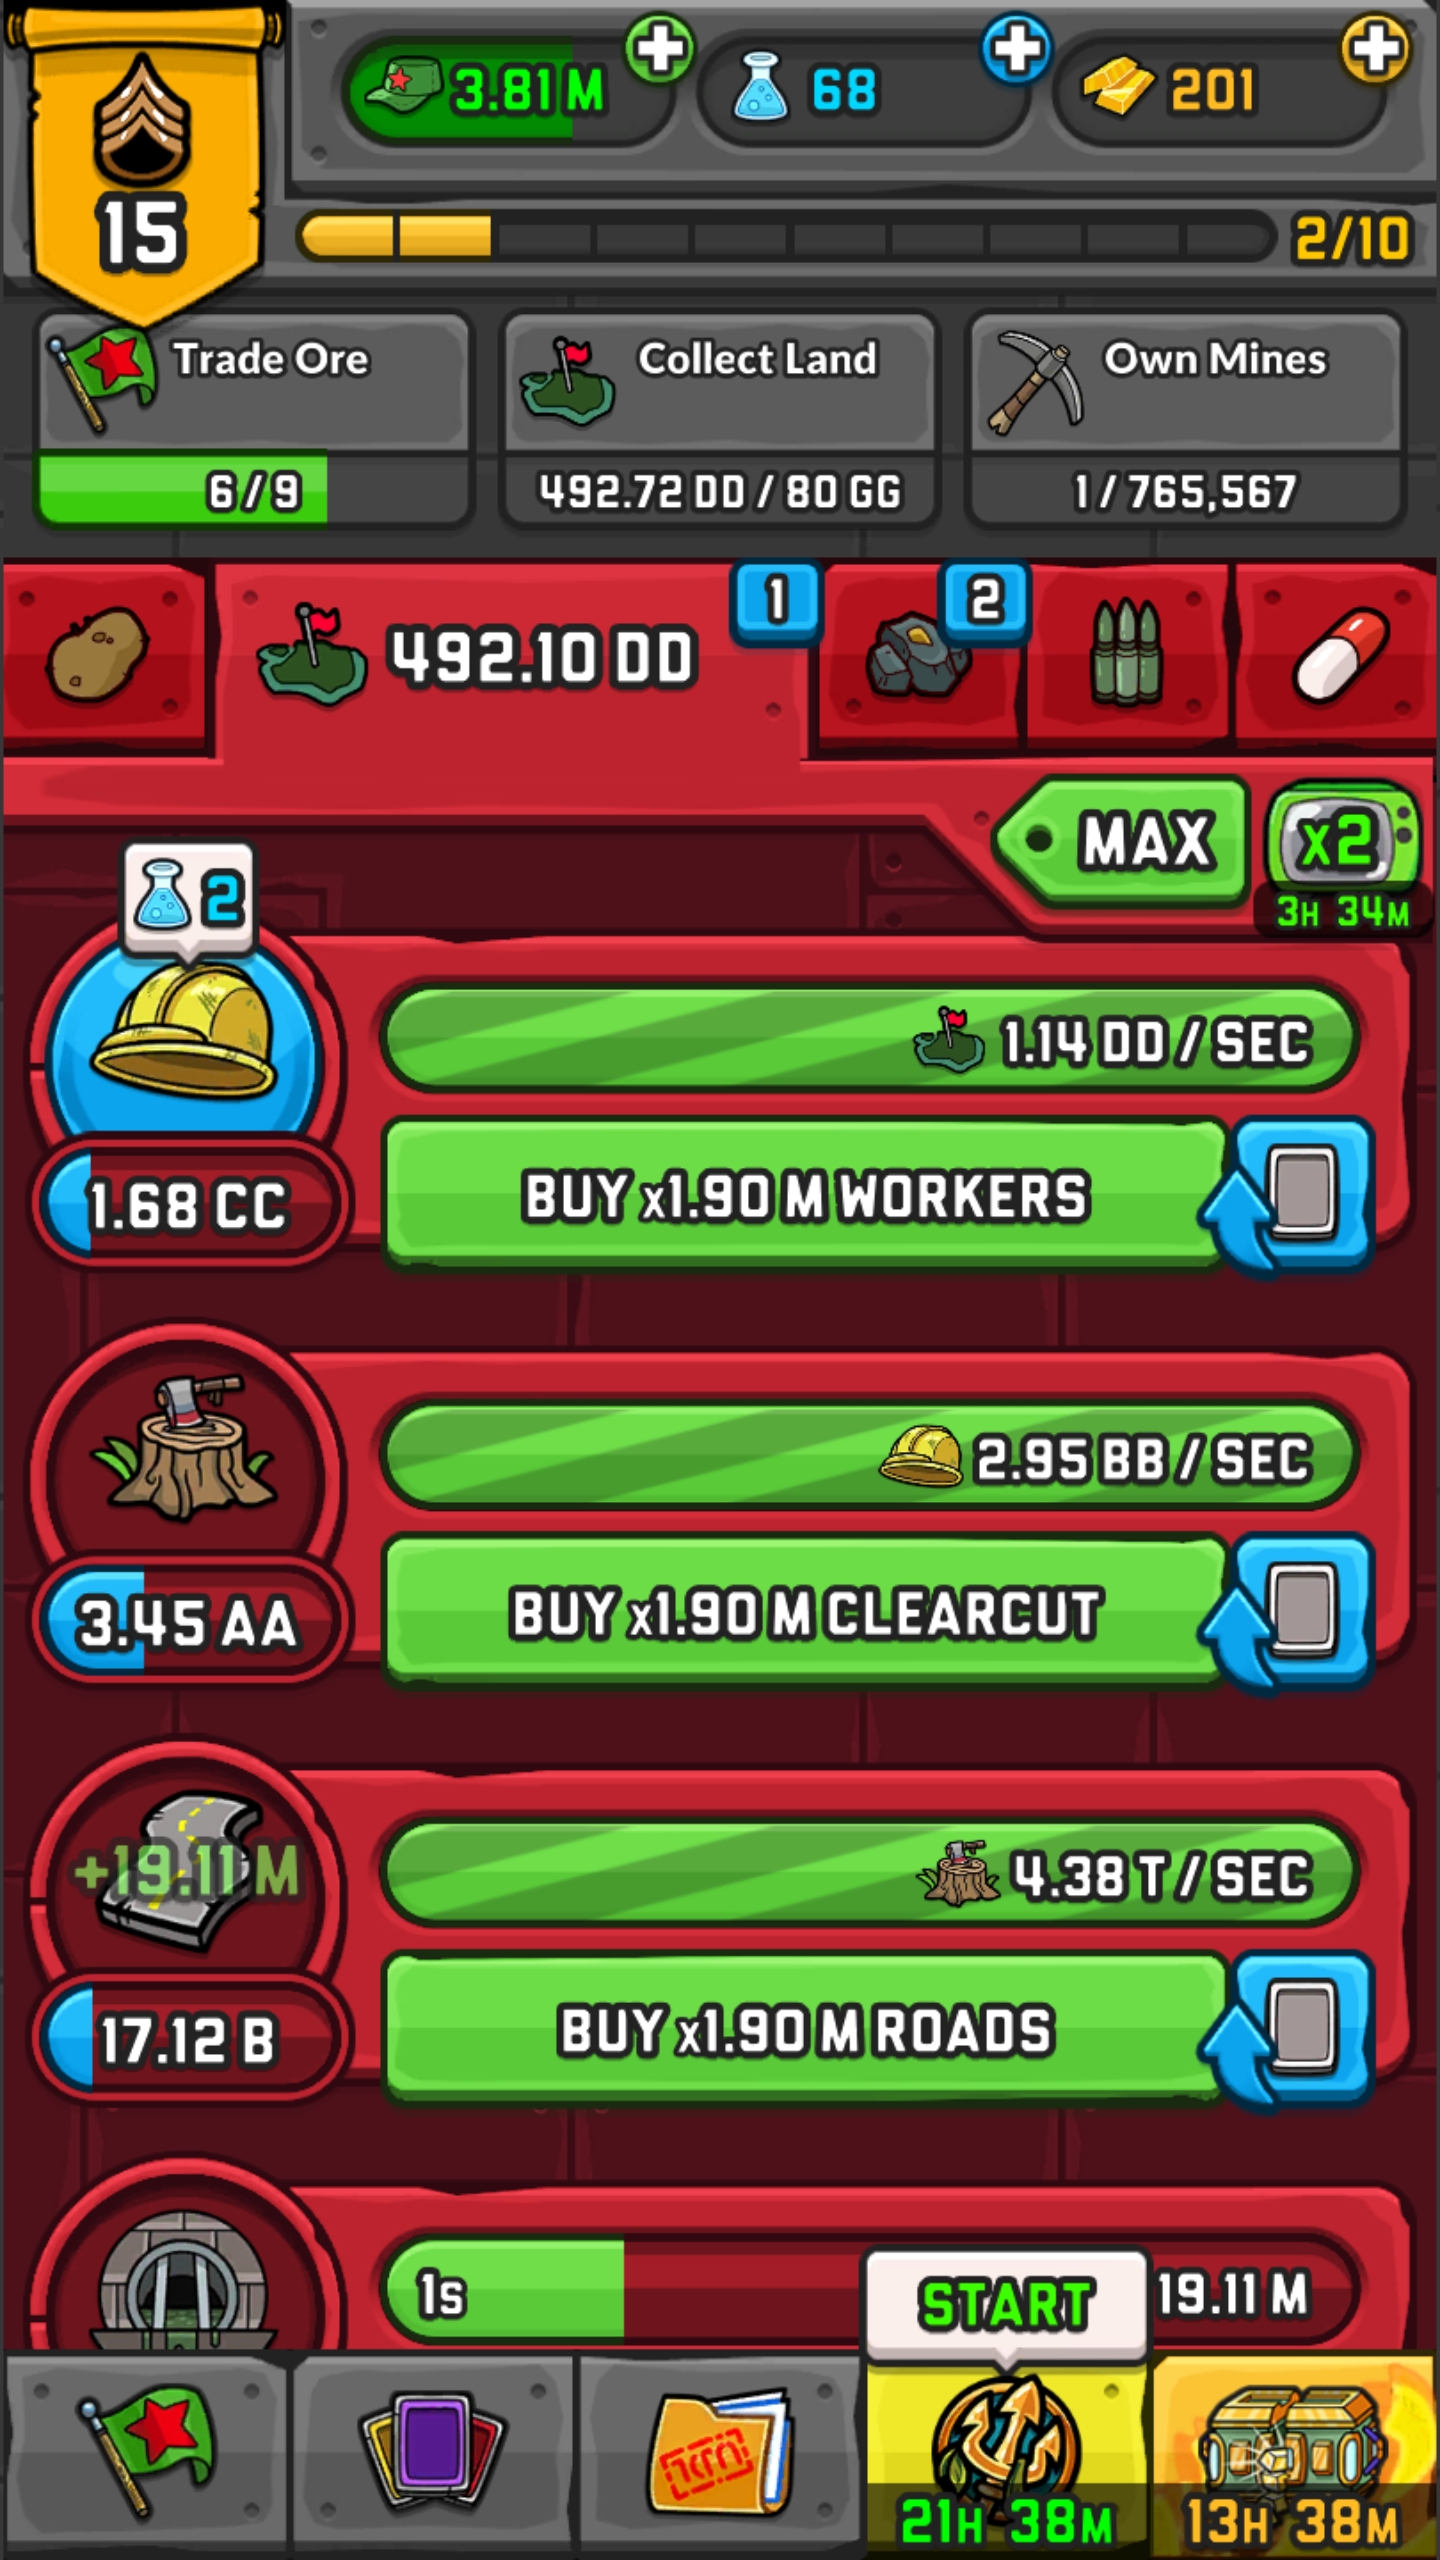 3.81 M
68
201
15
2/10
Trade Ore
Collect Land
Own Mines
6/9
492.72 DD / 80 GG
1 / 765,567
1
2
492.10 DD
MAX
x2
3H 34M
2
1.14 DD / SEC
BUY x1.90 M WORKERS
1.68 CC
2.95 BB / SEC
BUY x1.90 M CLEARCUT
3.45 AA
+19.11 M
4.38 T / SEC
BUY x1.90 M ROADS
17.12 B
1s
19.11 M
START
21H 38M
13H 38M